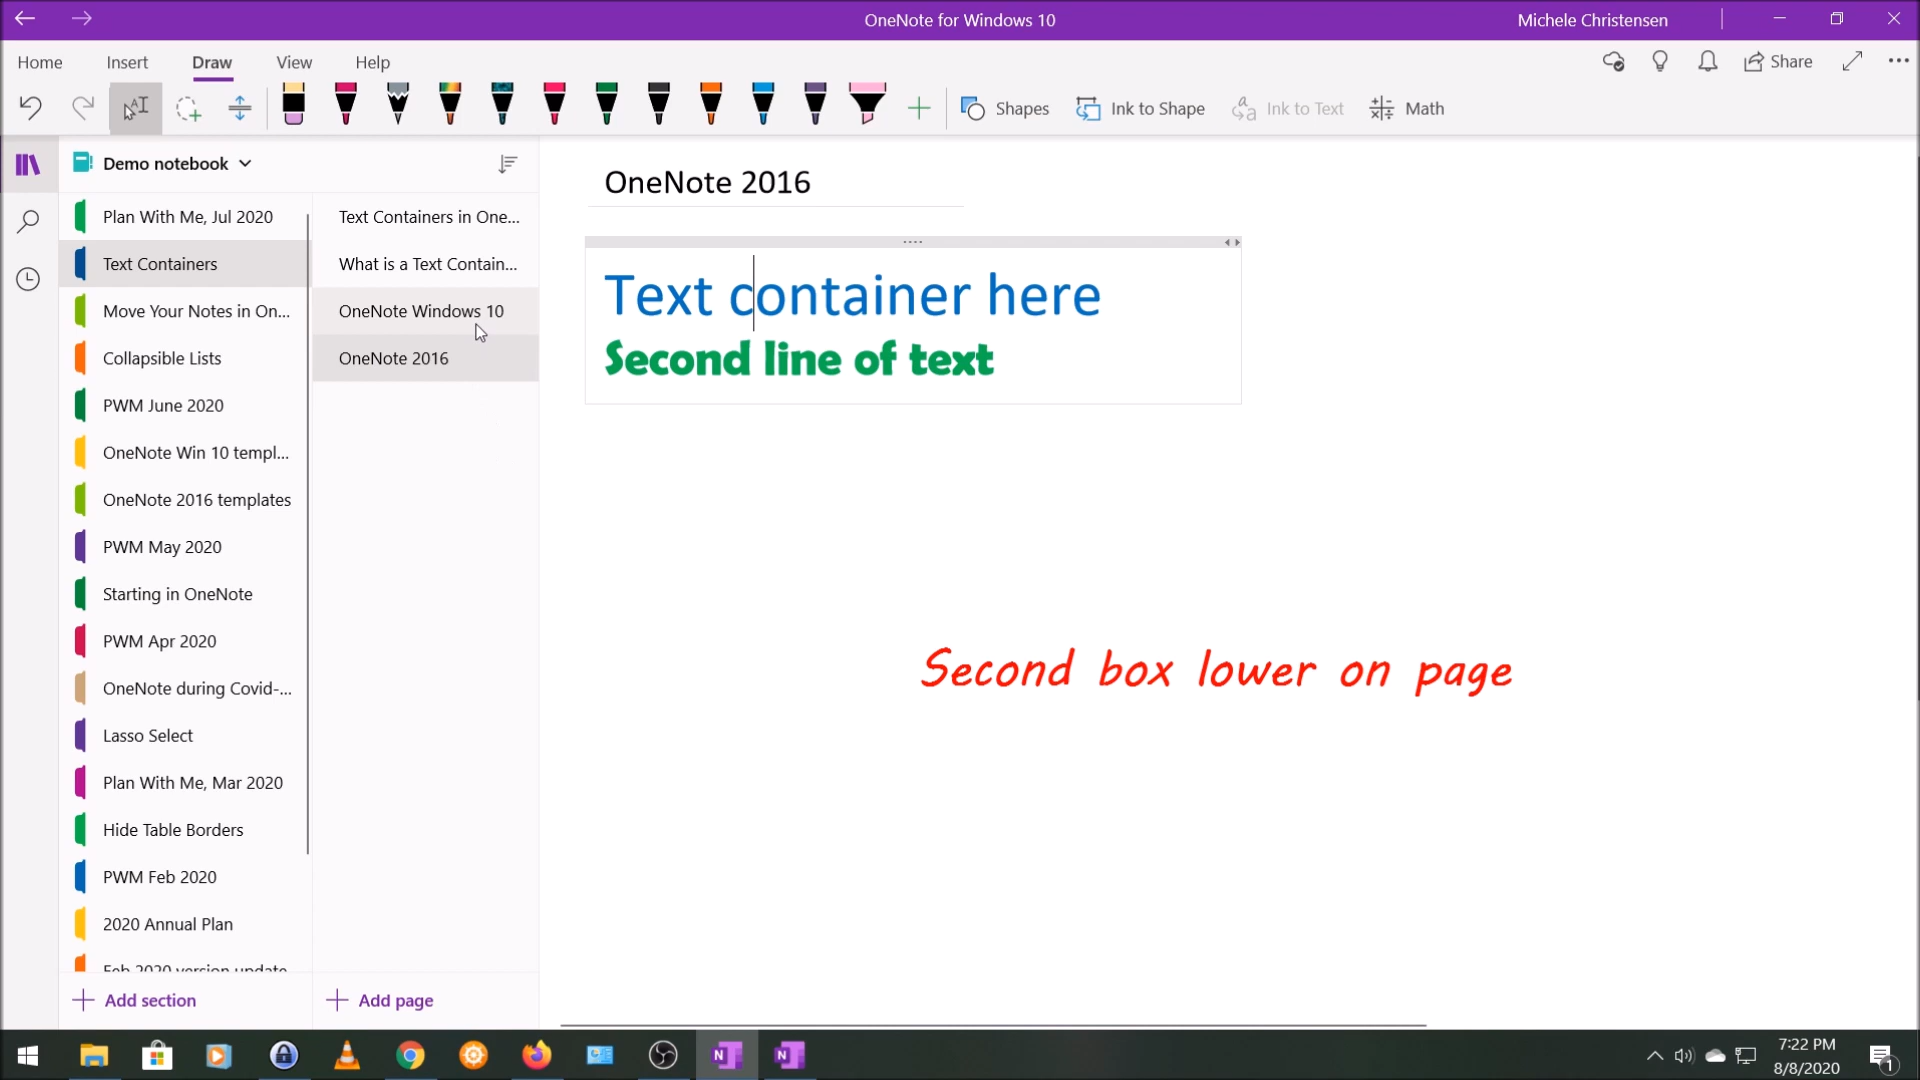 OneNote for Windows 10
Michele Christensen
Home
Insert
Draw
View
Help
Share
Shapes
Ink to Shape
Ink to Text
Math
Demo notebook
Plan With Me, Jul 2020
Text Containers
Move Your Notes in On...
Collapsible Lists
PWM June 2020
OneNote Win 10 templ...
OneNote 2016 templates
PWM May 2020
Starting in OneNote
PWM Apr 2020
OneNote during Covid-...
Lasso Select
Plan With Me, Mar 2020
Hide Table Borders
PWM Feb 2020
2020 Annual Plan
Feb 2020 version update
Add section
Text Containers in One...
What is a Text Contain...
OneNote Windows 10
OneNote 2016
Add page
OneNote 2016
Text container here
Second line of text
Second box lower on page
7:22 PM
8/8/2020
1